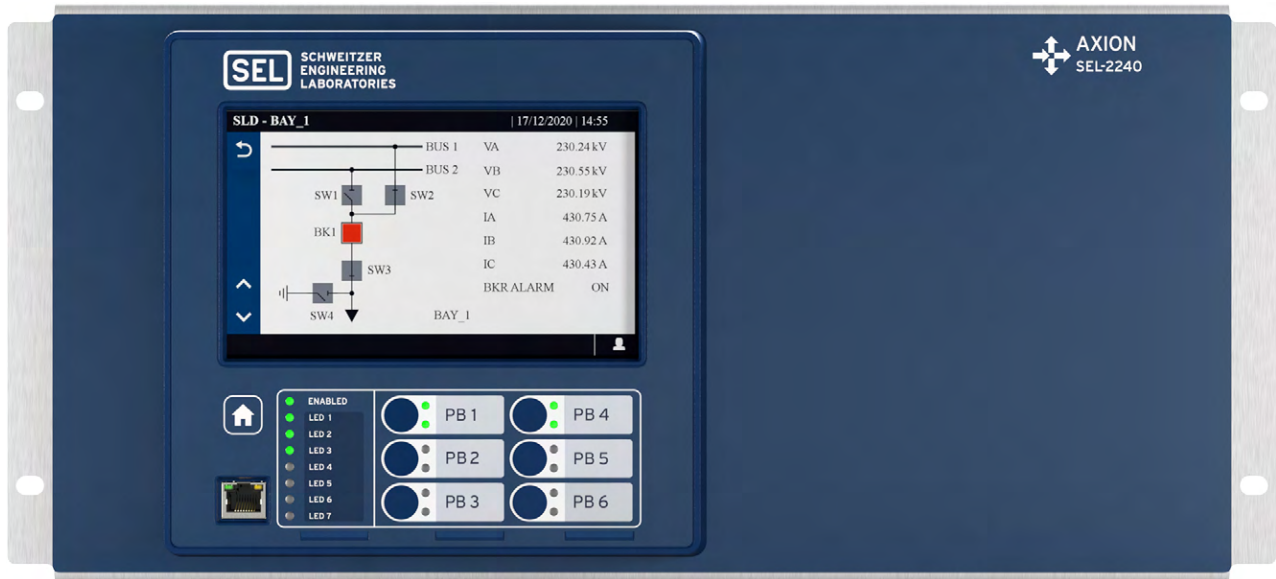 SEL SCHWEITZER
ENGINEERING
LABORATORIES
AXION
SEL-2240
SLD - BAY_1 | 17/12/2020 | 14:55
BUS 1 VA 230.24 kV
BUS 2 VB 230.55 kV
SW1 SW2 VC 230.19 kV
IA 430.75 A
BK1 IB 430.92 A
SW3 IC 430.43 A
BKR ALARM ON
SW4 BAY_1
ENABLED
LED 1
LED 2
LED 3
LED 4
LED 5
LED 6
LED 7
PB 1 PB 4
PB 2 PB 5
PB 3 PB 6